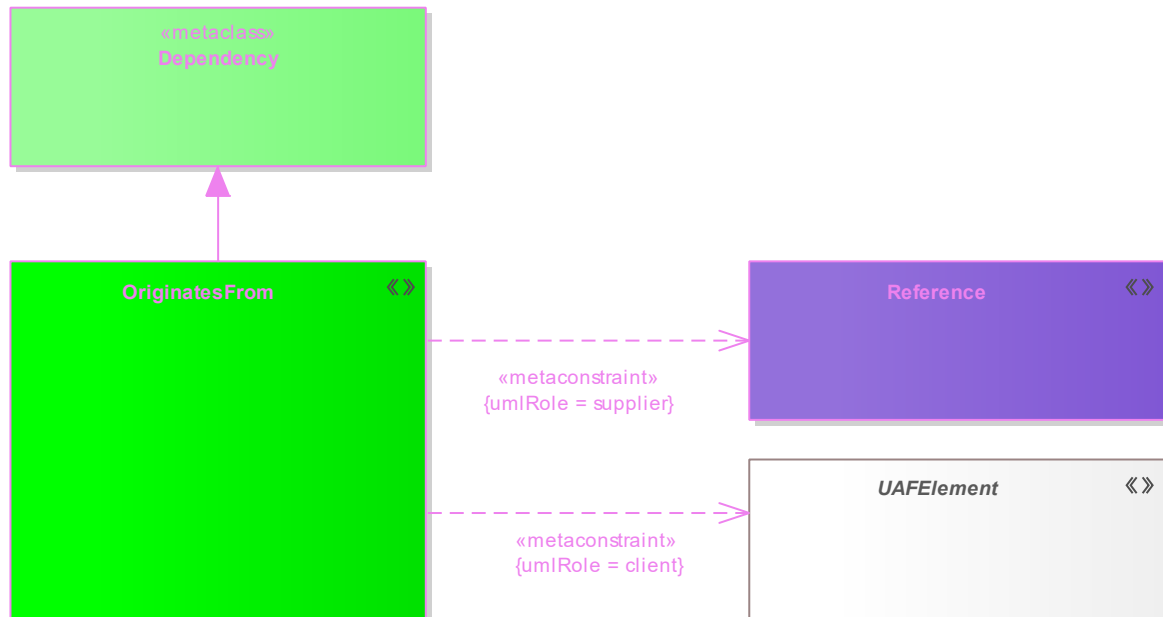 «metaclass»
Dependency
OriginatesFrom
«»
Reference
«»
«metaconstraint»
{umlRole = supplier}
UAFElement
«»
«metaconstraint»
{umlRole = client}